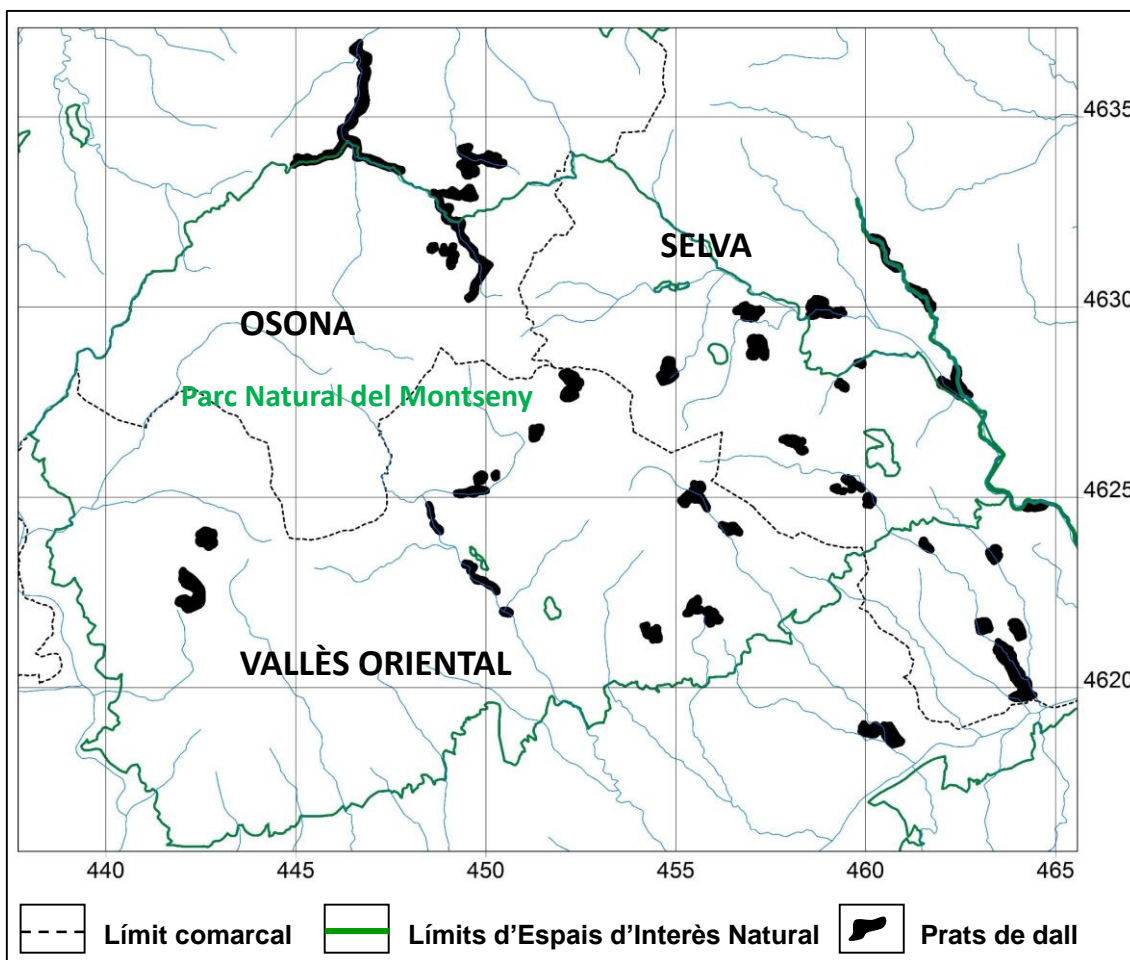 4635
SELVA
4630
OSONA
Parc Natural del Montseny
4625
VALLÈS ORIENTAL
4620
440 445 450 455 460 465
Límit comarcal Límits d'Espais d'Interès Natural Prats de dall